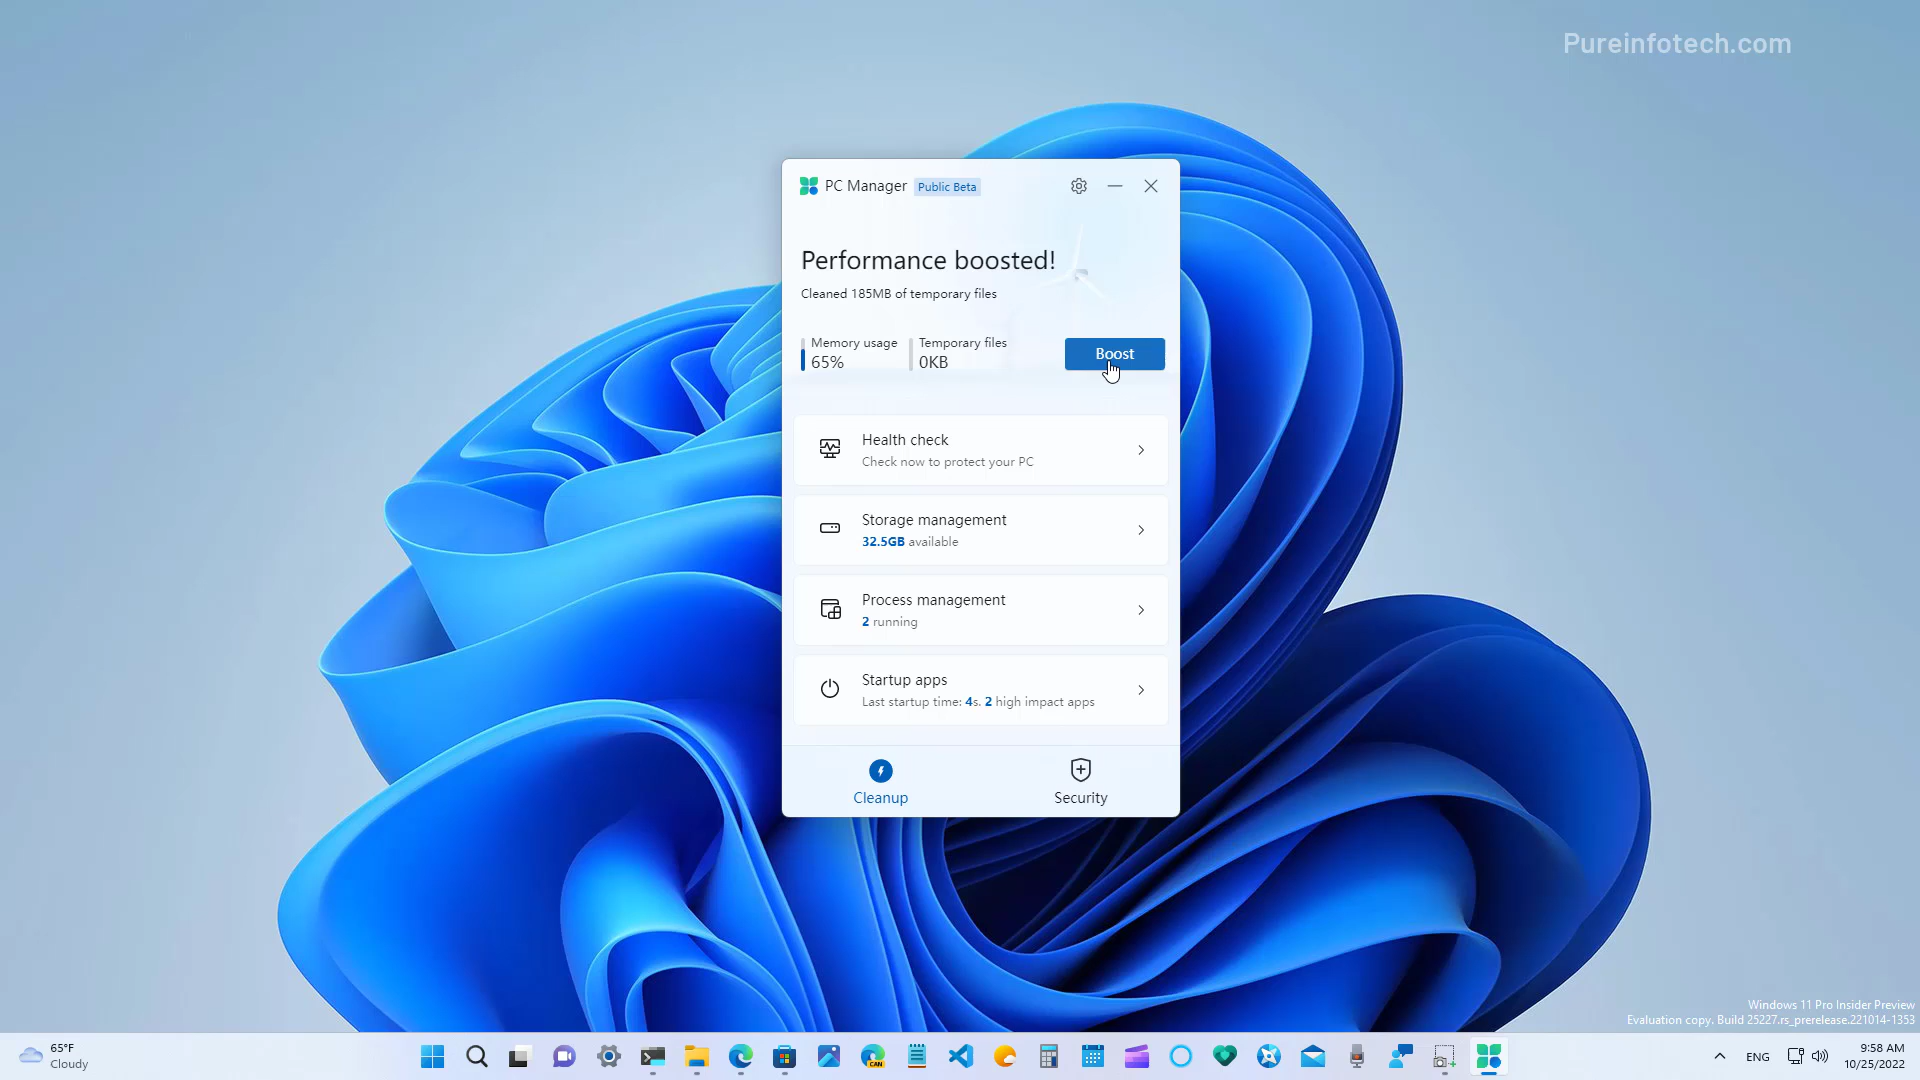 Pureinfotech.com
PC Manager Public Beta
Performance boosted!
Cleaned 185MB of temporary files
Memory usage
65%
Temporary files
0KB
Boost
Health check
Check now to protect your PC
Storage management
32.5GB available
Process management
2 running
Startup apps
Last startup time: 4s. 2 high impact apps
Cleanup
Security
Windows 11 Pro Insider Preview
Evaluation copy. Build 25227.rs_prerelease.221014-1353
65°F
Cloudy
CAN
ENG
9:58 AM
10/25/2022